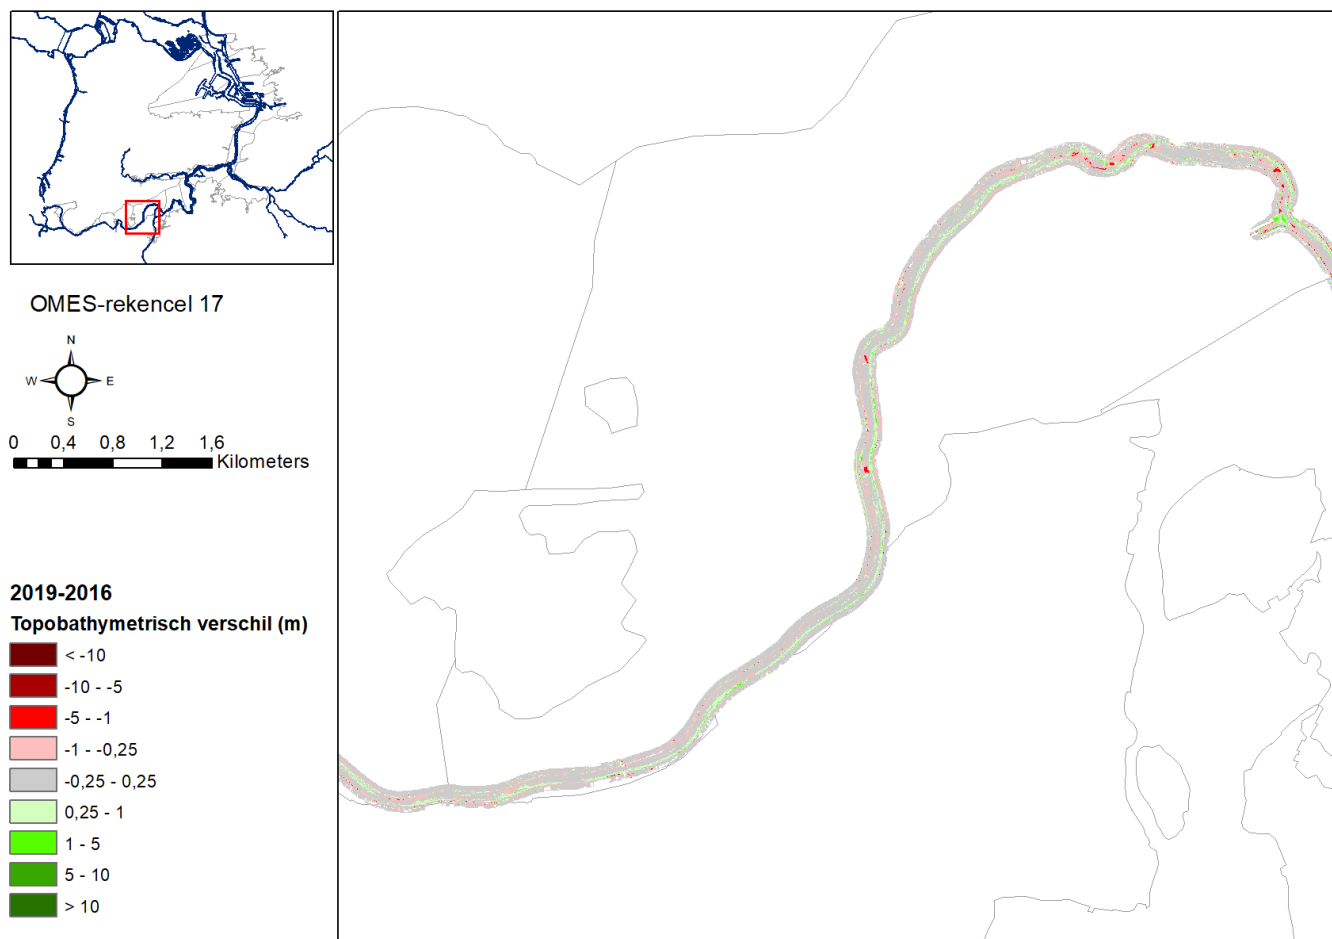 OMES-rekencel 17
N
W E
S
0 0,4 0,8 1,2 1,6
Kilometers
2019-2016
Topobathymetrisch verschil (m)
< -10
-10 - -5
-5 - -1
-1 - -0,25
-0,25 - 0,25
0,25 - 1
1 - 5
5 - 10
> 10